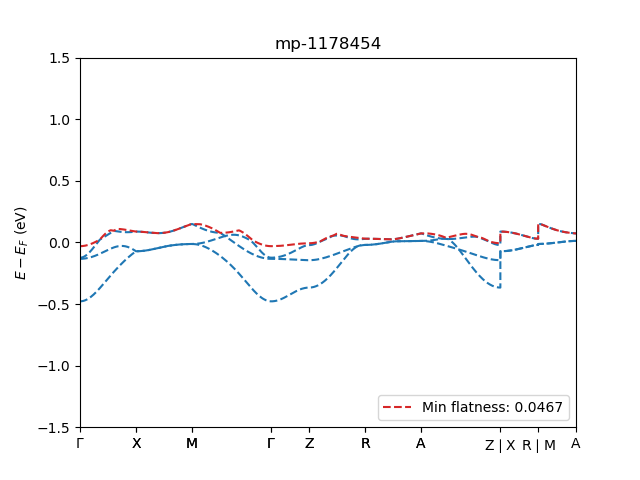 mp-1178454
E − E_F (eV)
1.5
1.0
0.5
0.0
−0.5
−1.0
−1.5
Min flatness: 0.0467
Γ X M Γ Z R A Z | X R | M A